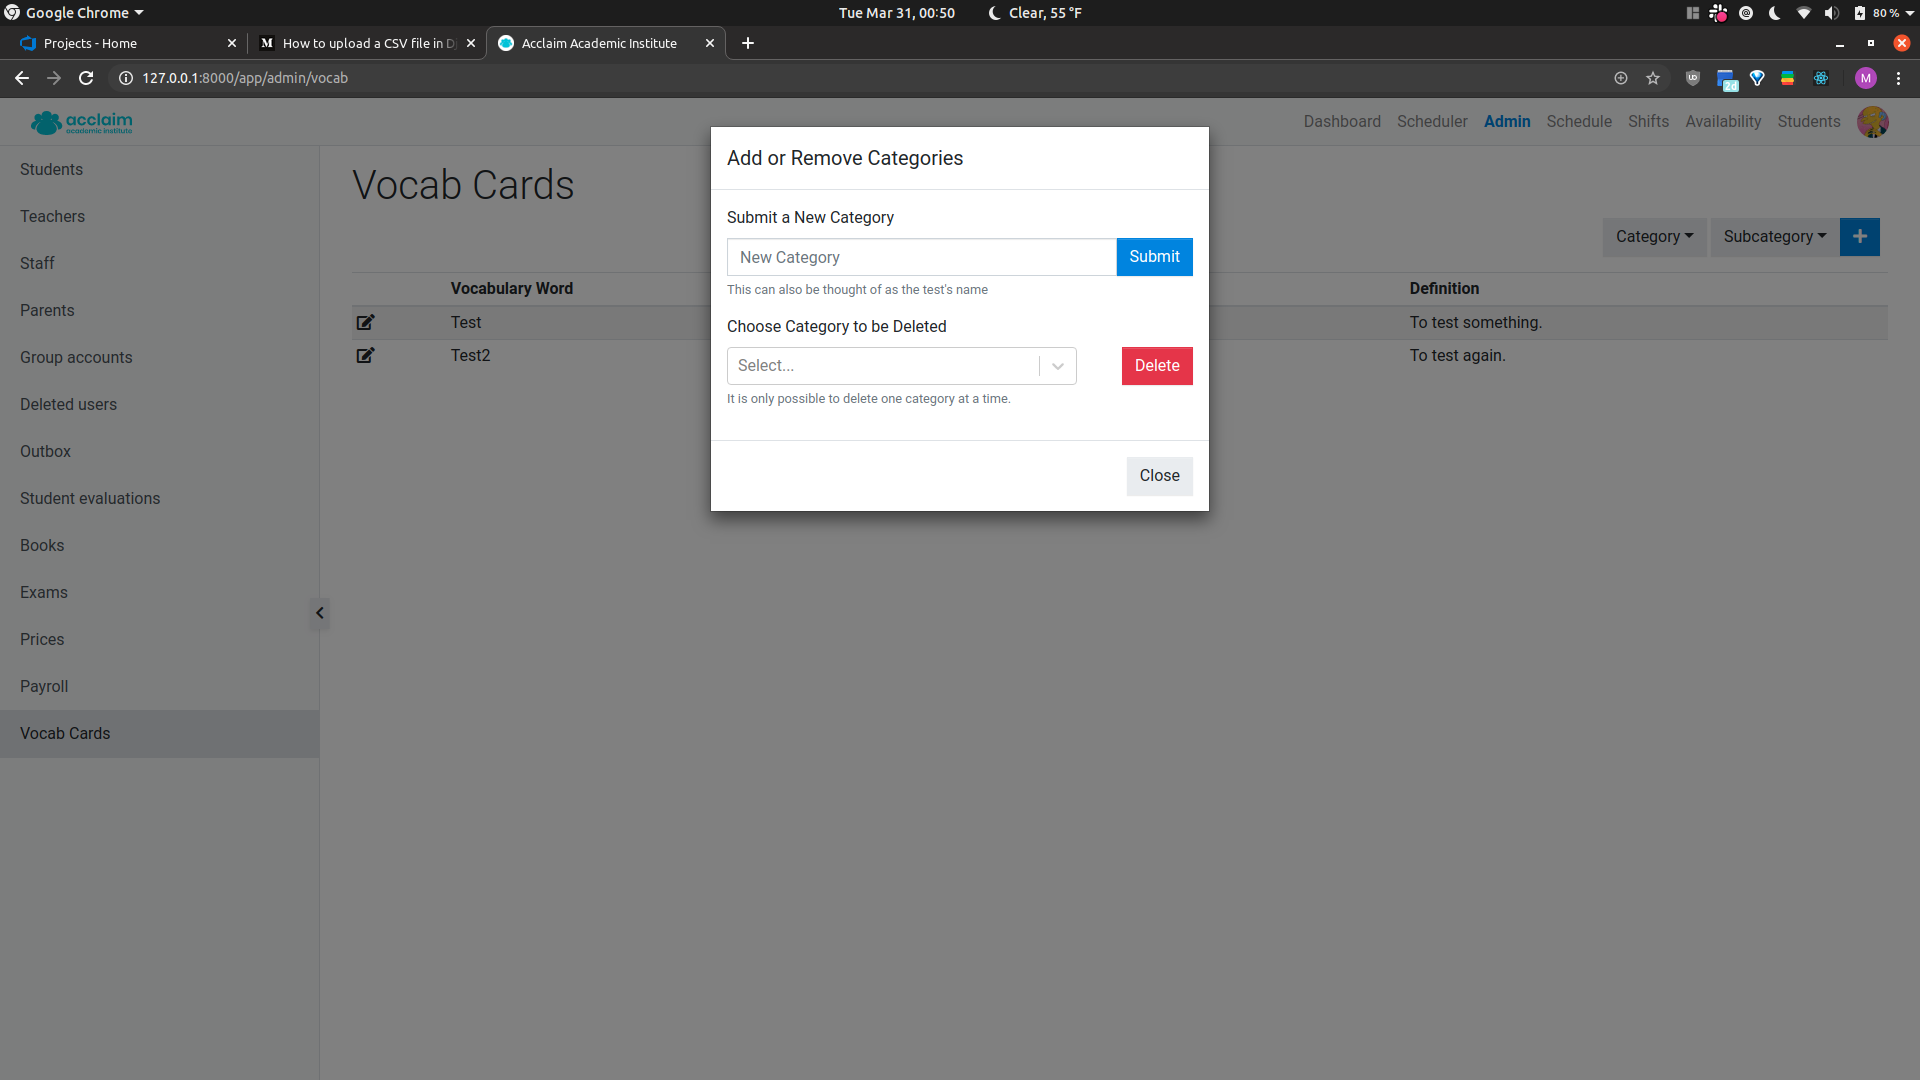 Google Chrome
Tue Mar 31, 00:50
Clear, 55 °F
80 %
Projects - Home
M How to upload a CSV file in D
Acclaim Academic Institute
127.0.0.1:8000/app/admin/vocab
2d
M
acclaim
academic institute
Dashboard
Scheduler
Admin
Schedule
Shifts
Availability
Students
Students
Teachers
Staff
Parents
Group accounts
Deleted users
Outbox
Student evaluations
Books
Exams
Prices
Payroll
Vocab Cards
Vocab Cards
Category
Subcategory
+
Vocabulary Word
Definition
Test
To test something.
Test2
To test again.
Add or Remove Categories
Submit a New Category
New Category
Submit
This can also be thought of as the test's name
Choose Category to be Deleted
Select...
Delete
It is only possible to delete one category at a time.
Close